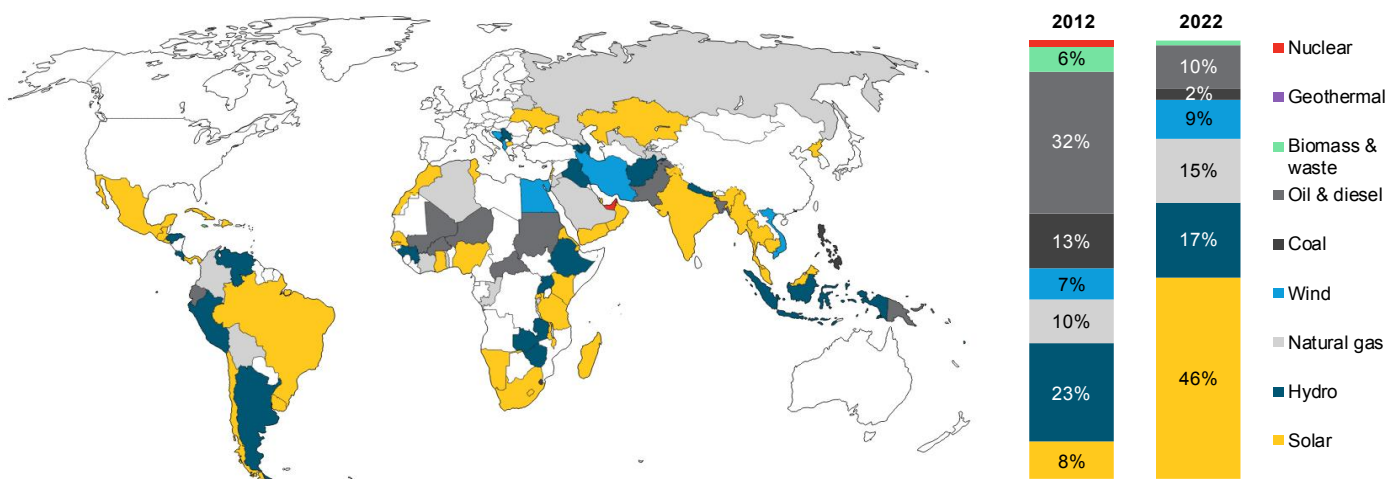 2012
2022
6%
32%
13%
7%
10%
23%
8%
10%
2%
9%
15%
17%
46%
Nuclear
Geothermal
Biomass &
waste
Oil & diesel
Coal
Wind
Natural gas
Hydro
Solar